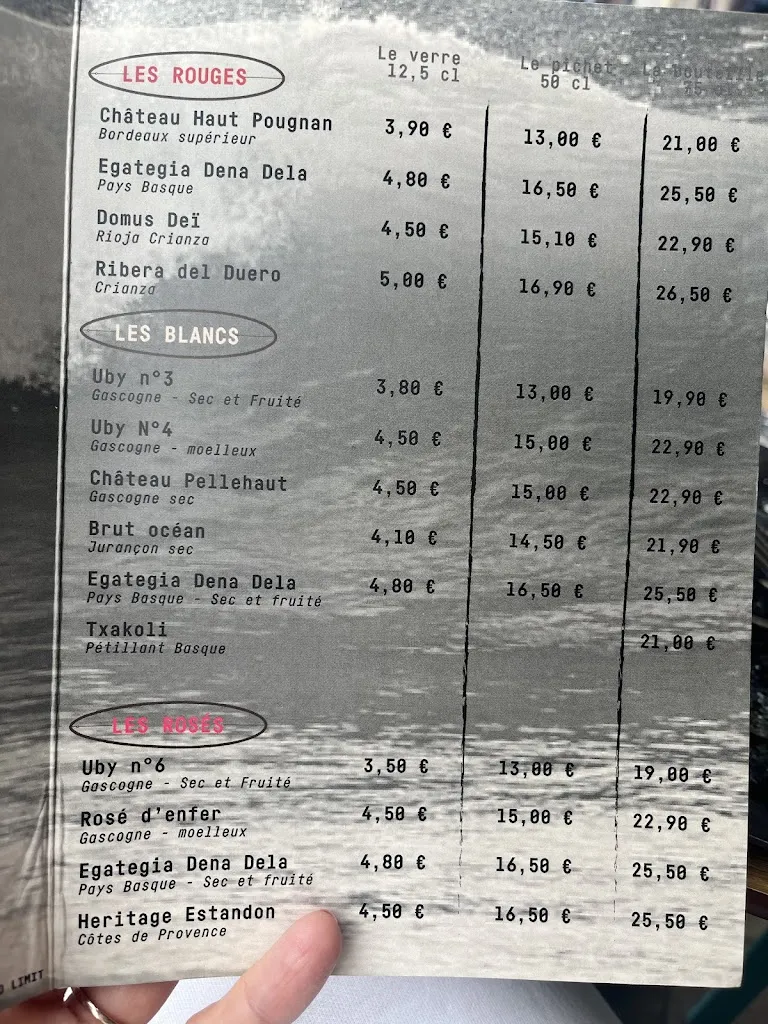 LES ROUGES Le verre Le pichet La bouteille
12,5 cl 50 cl 75 cl
Château Haut Pougnan 3,90 € 13,00 € 21,00 €
Bordeaux supérieur
Egategia Dena Dela 4,80 € 16,50 € 25,50 €
Pays Basque
Domus Deï 4,50 € 15,10 € 22,90 €
Rioja Crianza
Ribera del Duero 5,00 € 16,90 € 26,50 €
Crianza
LES BLANCS
Uby n°3 3,80 € 13,00 € 19,90 €
Gascogne - Sec et Fruité
Uby N°4 4,50 € 15,00 € 22,90 €
Gascogne - moelleux
Château Pellehaut 4,50 € 15,00 € 22,90 €
Gascogne sec
Brut océan 4,10 € 14,50 € 21,90 €
Jurançon sec
Egategia Dena Dela 4,80 € 16,50 € 25,50 €
Pays Basque - Sec et fruité
Txakoli 21,00 €
Pétillant Basque
LES ROSÉS
Uby n°6 3,50 € 13,00 € 19,00 €
Gascogne - Sec et Fruité
Rosé d'enfer 4,50 € 15,00 € 22,90 €
Gascogne - moelleux
Egategia Dena Dela 4,80 € 16,50 € 25,50 €
Pays Basque - Sec et fruité
Heritage Estandon 4,50 € 16,50 € 25,50 €
Côtes de Provence
LIMIT